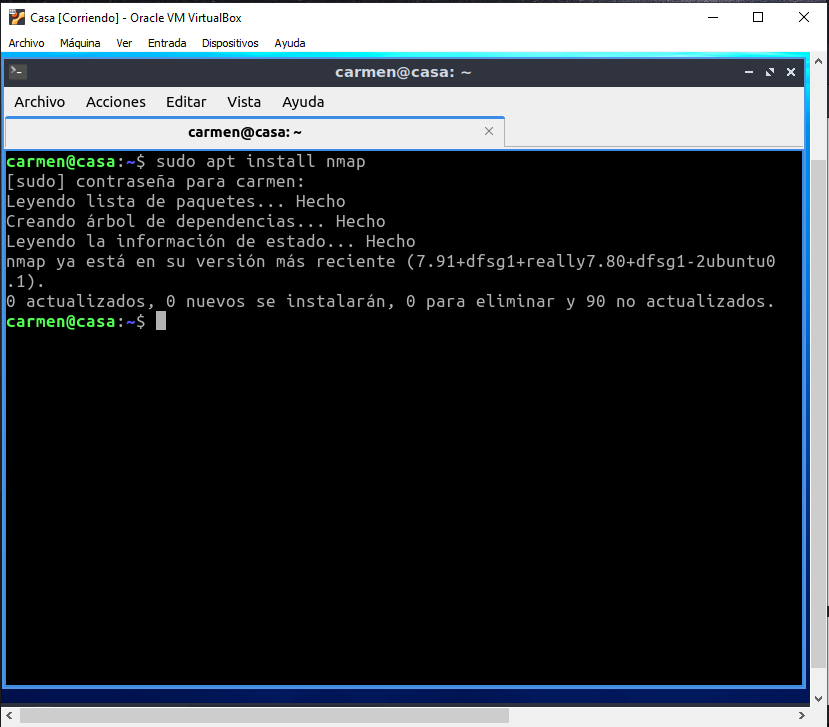 Casa [Corriendo] - Oracle VM VirtualBox
Archivo Máquina Ver Entrada Dispositivos Ayuda
carmen@casa: ~
Archivo Acciones Editar Vista Ayuda
carmen@casa: ~
carmen@casa:~$ sudo apt install nmap
[sudo] contraseña para carmen:
Leyendo lista de paquetes... Hecho
Creando árbol de dependencias... Hecho
Leyendo la información de estado... Hecho
nmap ya está en su versión más reciente (7.91+dfsg1+really7.80+dfsg1-2ubuntu0
.1).
0 actualizados, 0 nuevos se instalarán, 0 para eliminar y 90 no actualizados.
carmen@casa:~$